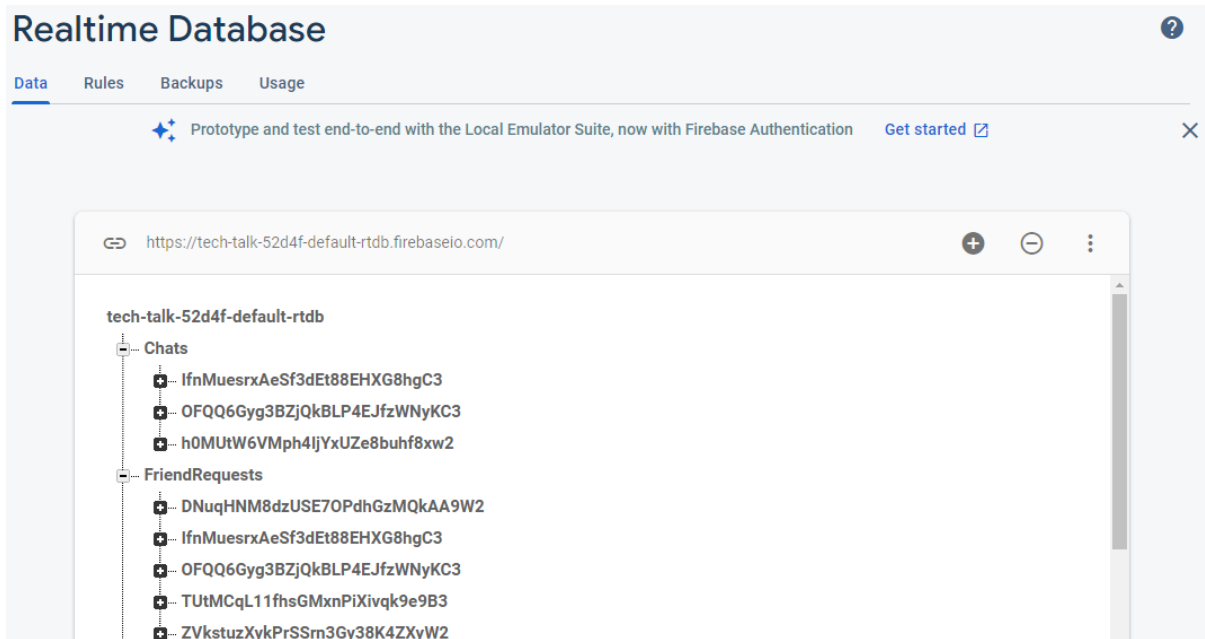 Realtime Database
Data Rules Backups Usage
Prototype and test end-to-end with the Local Emulator Suite, now with Firebase Authentication Get started
https://tech-talk-52d4f-default-rtdb.firebaseio.com/
tech-talk-52d4f-default-rtdb
Chats
IfnMuesrxAeSf3dEt88EHXG8hgC3
OFQQ6Gyg3BZjQkBLP4EJfzWNyKC3
h0MUtW6VMph4IjYxUZe8buhf8xw2
FriendRequests
DNuqHNM8dzUSE7OPdhGzMQkAA9W2
IfnMuesrxAeSf3dEt88EHXG8hgC3
OFQQ6Gyg3BZjQkBLP4EJfzWNyKC3
TUtMCqL11fhsGMxnPiXivqk9e9B3
ZVkstuzXykPrSSrn3Gy38K4ZXyW2